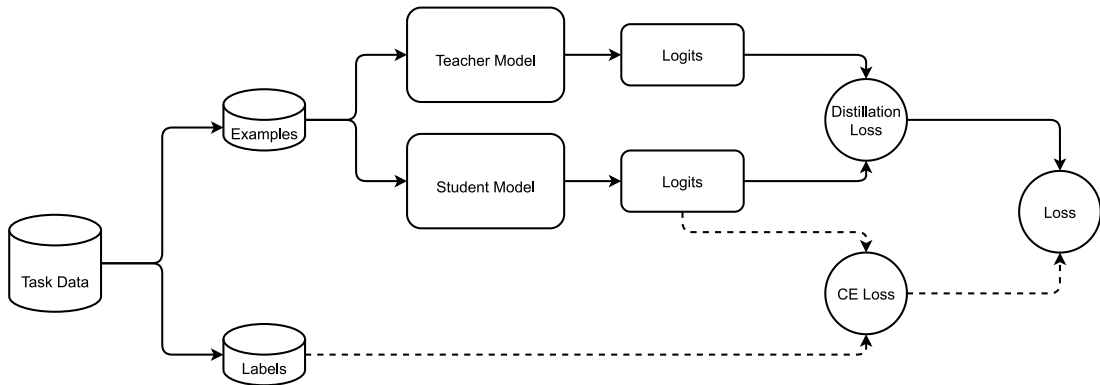 Teacher Model
Logits
Examples
Distillation
Loss
Student Model
Logits
Loss
Task Data
CE Loss
Labels